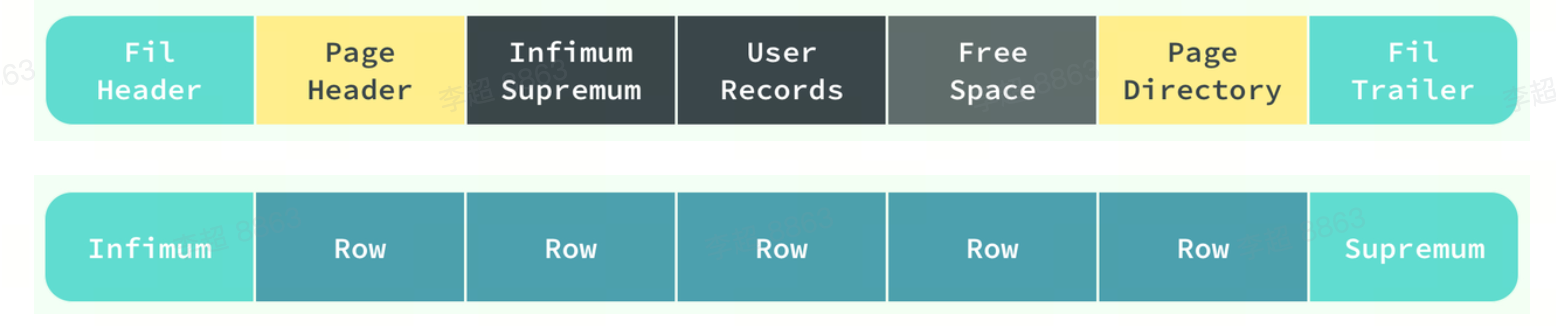 Fil
Header
Page
Header
Infimum
Supremum
User
Records
Free
Space
Page
Directory
Fil
Trailer
Infimum
Row
Row
Row
Row
Row
Supremum
63
李超 8863
8863
李超
李超 8863
李超 8863
李超 8863